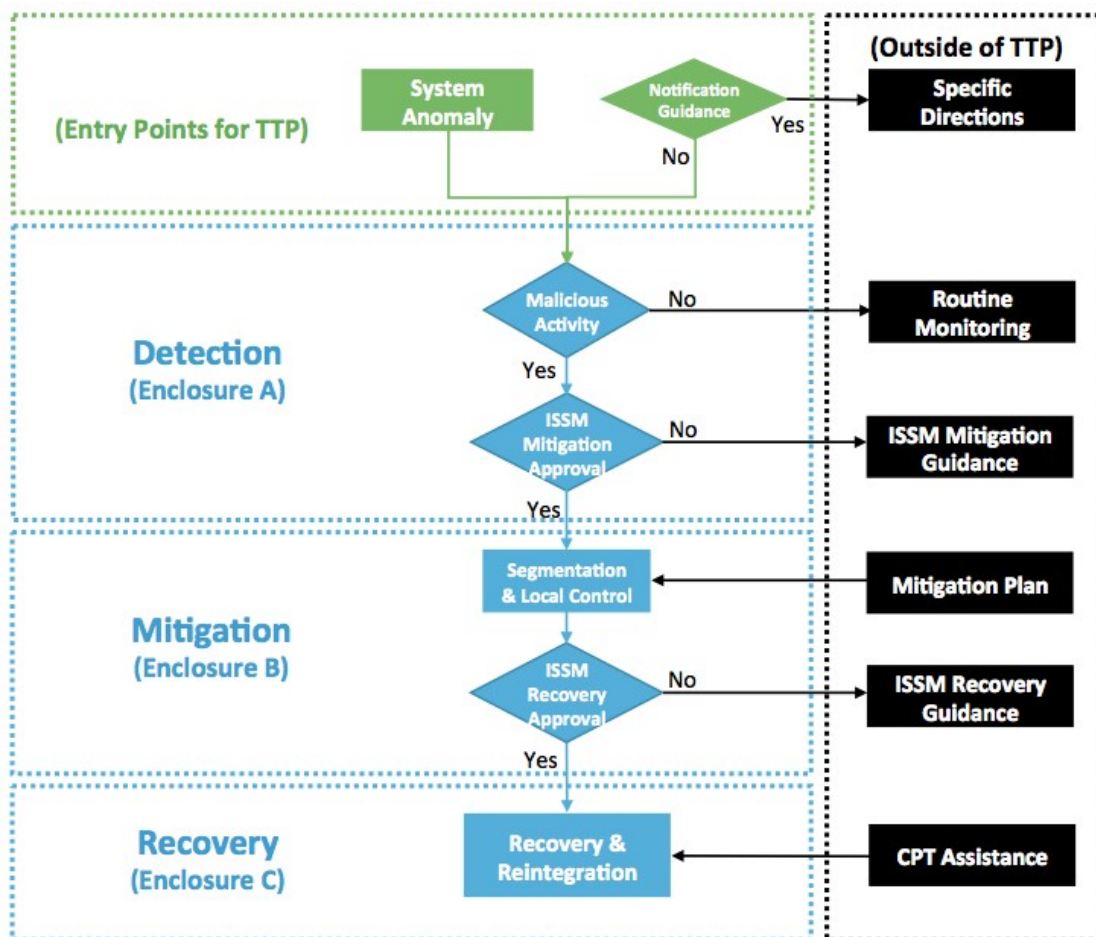 (Outside of TTP)
System
Anomaly
Notification
Guidance
Yes
No
Specific
Directions
(Entry Points for TTP)
Malicious
Activity
No
Yes
Routine
Monitoring
Detection
(Enclosure A)
ISSM
Mitigation
Approval
No
Yes
ISSM Mitigation
Guidance
Segmentation
& Local Control
Mitigation Plan
Mitigation
(Enclosure B)
ISSM
Recovery
Approval
No
Yes
ISSM Recovery
Guidance
Recovery
(Enclosure C)
Recovery &
Reintegration
CPT Assistance